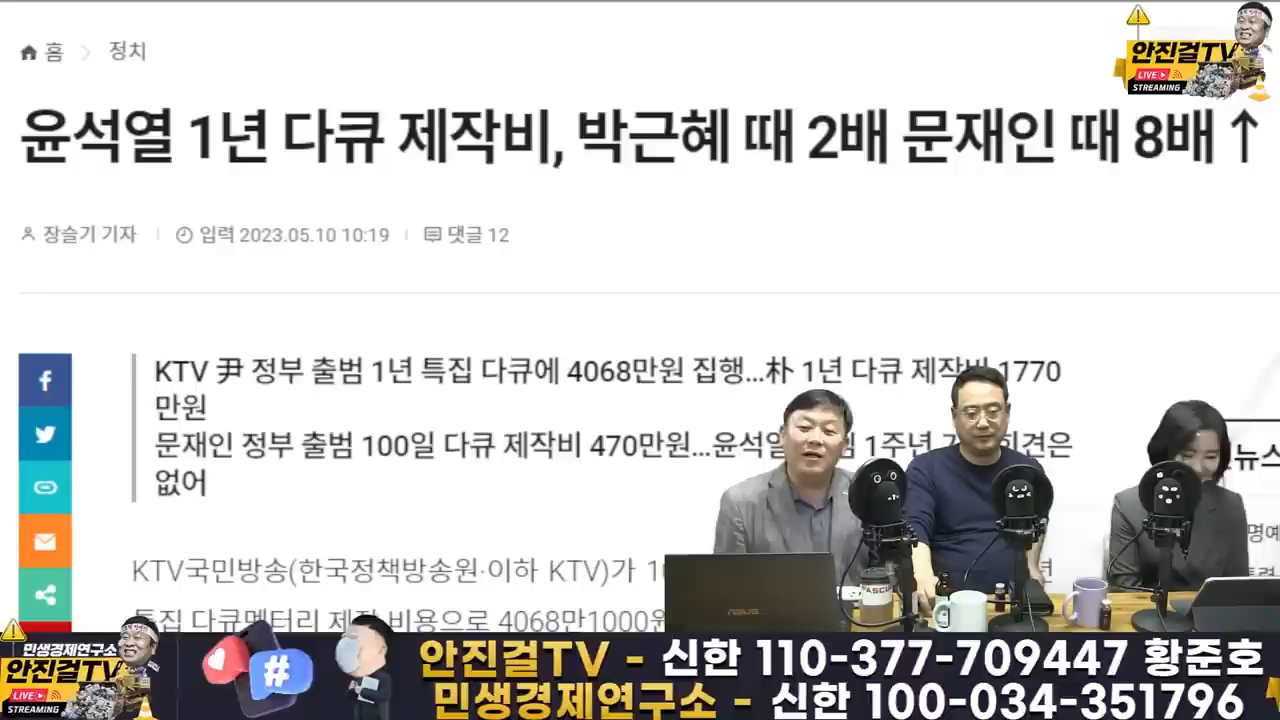 홈 > 정치
안진걸TV
LIVE
STREAMING
윤석열 1년 다큐 제작비, 박근혜 때 2배 문재인 때 8배↑
장슬기 기자 | 입력 2023.05.10 10:19 | 댓글 12
KTV 尹 정부 출범 1년 특집 다큐에 4068만원 집행…朴 1년 다큐 제작비 1770
만원
문재인 정부 출범 100일 다큐 제작비 470만원…윤석열 1주년 회견은
없어
뉴스
명예
KTV국민방송(한국정책방송원·이하 KTV)가
특집 다큐멘터리 제작 비용으로 4068만1000원
ASUS
민생경제연구소
안진걸TV
LIVE
STREAMING
#
안진걸TV - 신한 110-377-709447 황준호
민생경제연구소 - 신한 100-034-351796